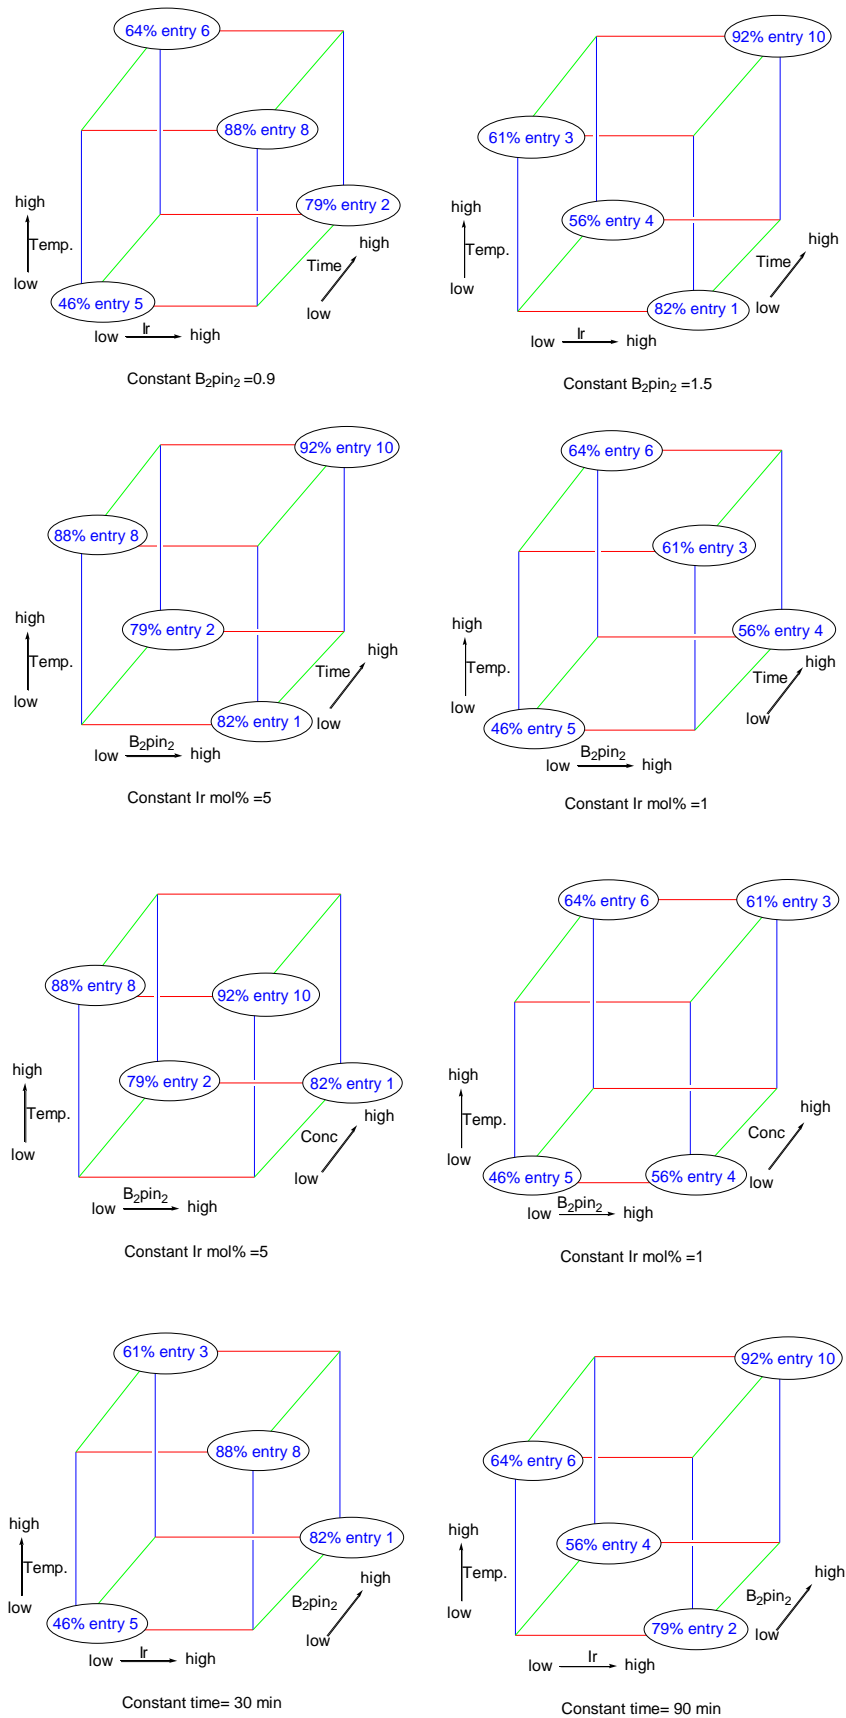 64% entry 6
88% entry 8
79% entry 2
46% entry 5
high
Temp.
low
Time
high
low
low Ir high
Constant B₂pin₂ =0.9
92% entry 10
61% entry 3
56% entry 4
82% entry 1
high
Temp.
low
Time
high
low
low Ir high
Constant B₂pin₂ =1.5
92% entry 10
88% entry 8
79% entry 2
82% entry 1
high
Temp.
low
Time
high
low
low B₂pin₂ high
Constant Ir mol% =5
64% entry 6
61% entry 3
56% entry 4
46% entry 5
high
Temp.
low
Time
high
low
low B₂pin₂ high
Constant Ir mol% =1
88% entry 8
92% entry 10
79% entry 2
82% entry 1
high
Temp.
low
Conc
high
low
low B₂pin₂ high
Constant Ir mol% =5
64% entry 6
61% entry 3
46% entry 5
56% entry 4
high
Temp.
low
Conc
high
low
low B₂pin₂ high
Constant Ir mol% =1
61% entry 3
88% entry 8
82% entry 1
46% entry 5
high
Temp.
low
B₂pin₂
high
low
low Ir high
Constant time= 30 min
92% entry 10
64% entry 6
56% entry 4
79% entry 2
high
Temp.
low
B₂pin₂
high
low
low Ir high
Constant time= 90 min